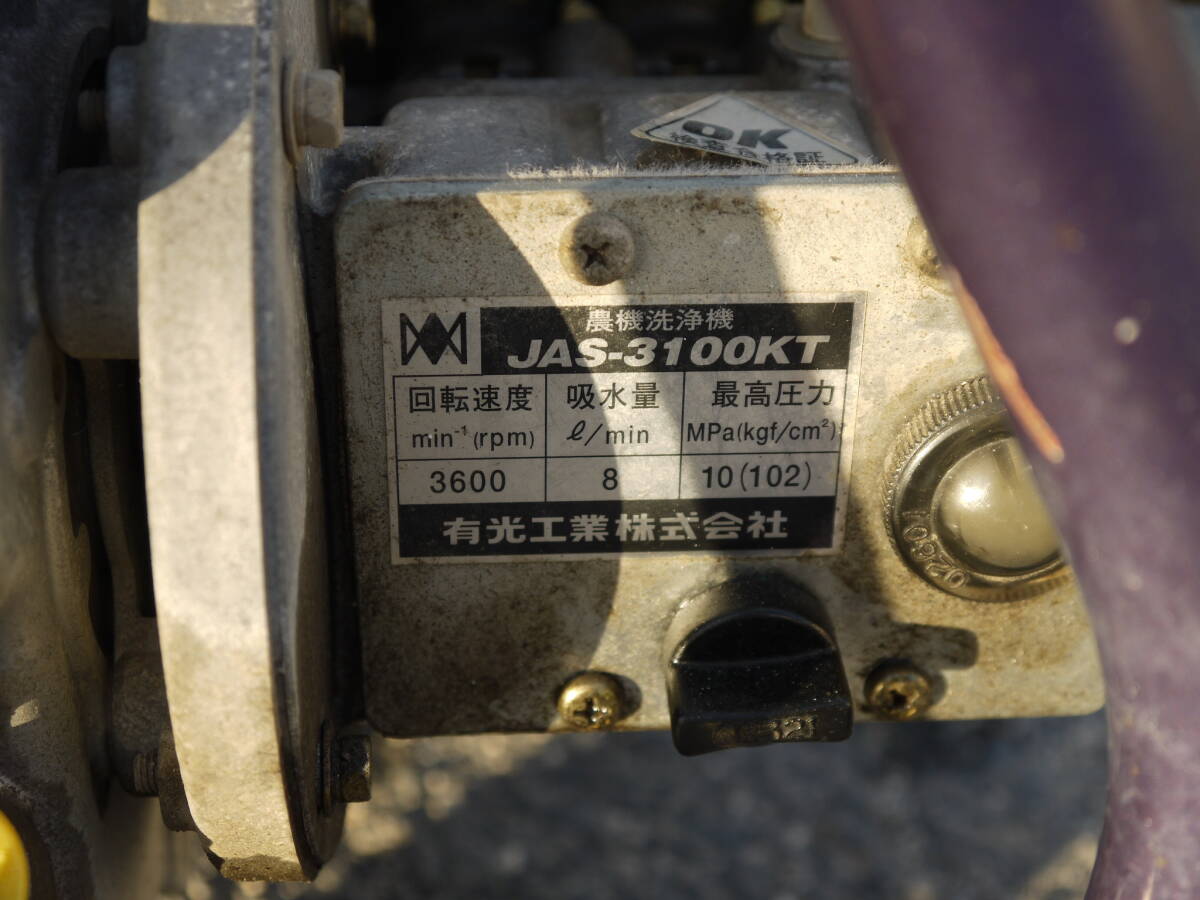 OK
農機洗浄機
JAS-3100KT
回転速度 吸水量 最高圧力
min⁻¹ (rpm) ℓ/min MPa(kgf/cm²)
3600 8 10(102)
有光工業株式会社